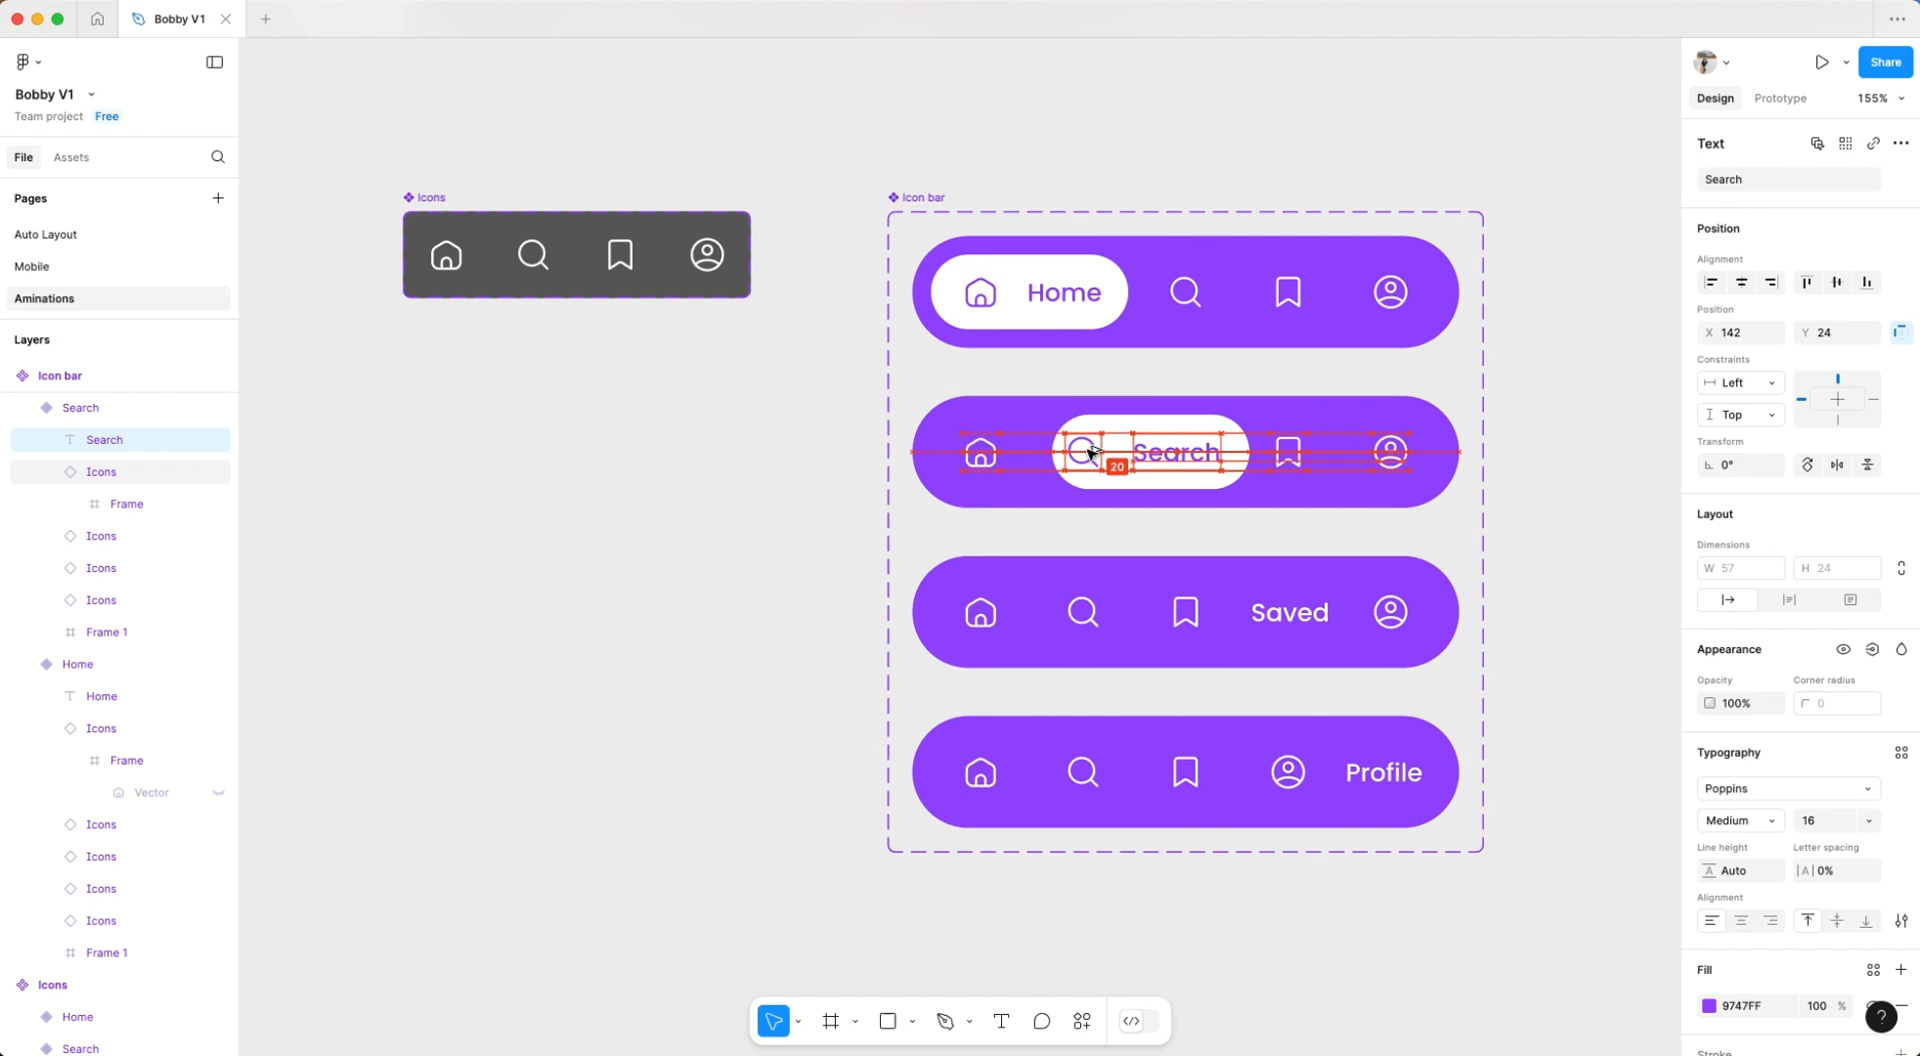 Bobby V1
Bobby V1
Team project Free
File Assets
Pages
Auto Layout
Mobile
Aminations
Layers
Icon bar
Search
Search
Icons
Frame
Icons
Icons
Icons
Frame 1
Home
Home
Icons
Frame
Vector
Icons
Icons
Icons
Icons
Frame 1
Icons
Home
Search
Icons
Icon bar
Home
Search
20
Saved
Profile
Share
Design Prototype 155%
Text
Search
Position
Alignment
Position
X 142 Y 24
Constraints
Left
Top
Transform
0°
Layout
Dimensions
W 57 H 24
Appearance
Opacity Corner radius
100% 0
Typography
Poppins
Medium 16
Line height Letter spacing
Auto |A| 0%
Alignment
Fill
9747FF 100 %
?
Stroke